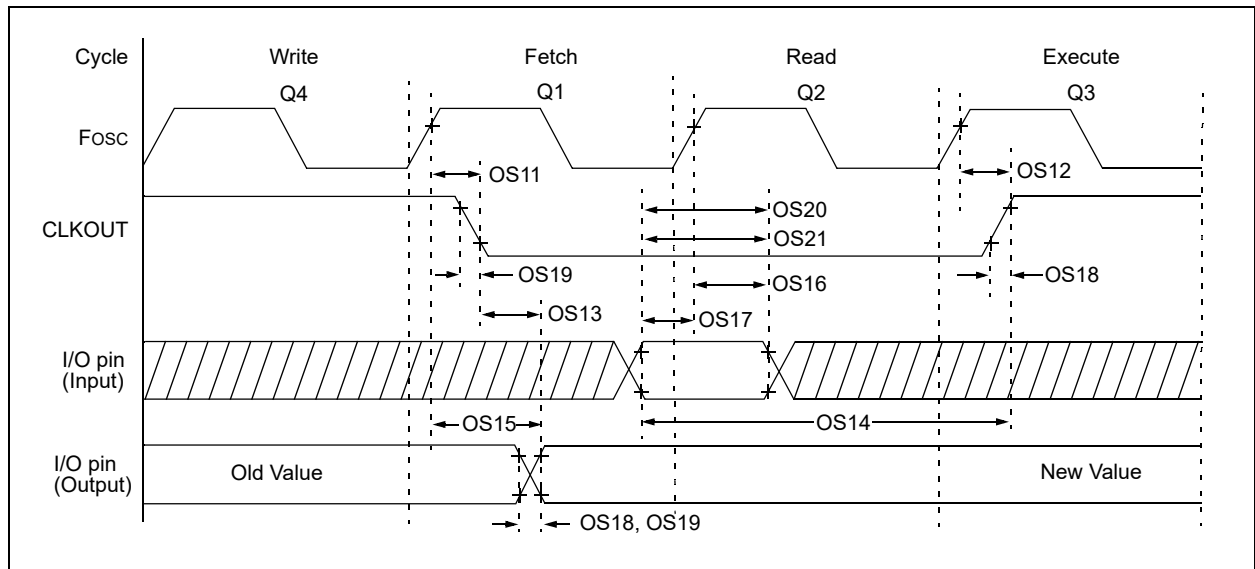 Cycle Write Fetch Read Execute
Q4 Q1 Q2 Q3
FOSC
OS11 OS12
OS20
CLKOUT
OS21
OS19 OS16 OS18
OS13 OS17
I/O pin
(Input)
OS15 OS14
I/O pin
(Output)
Old Value New Value
OS18, OS19